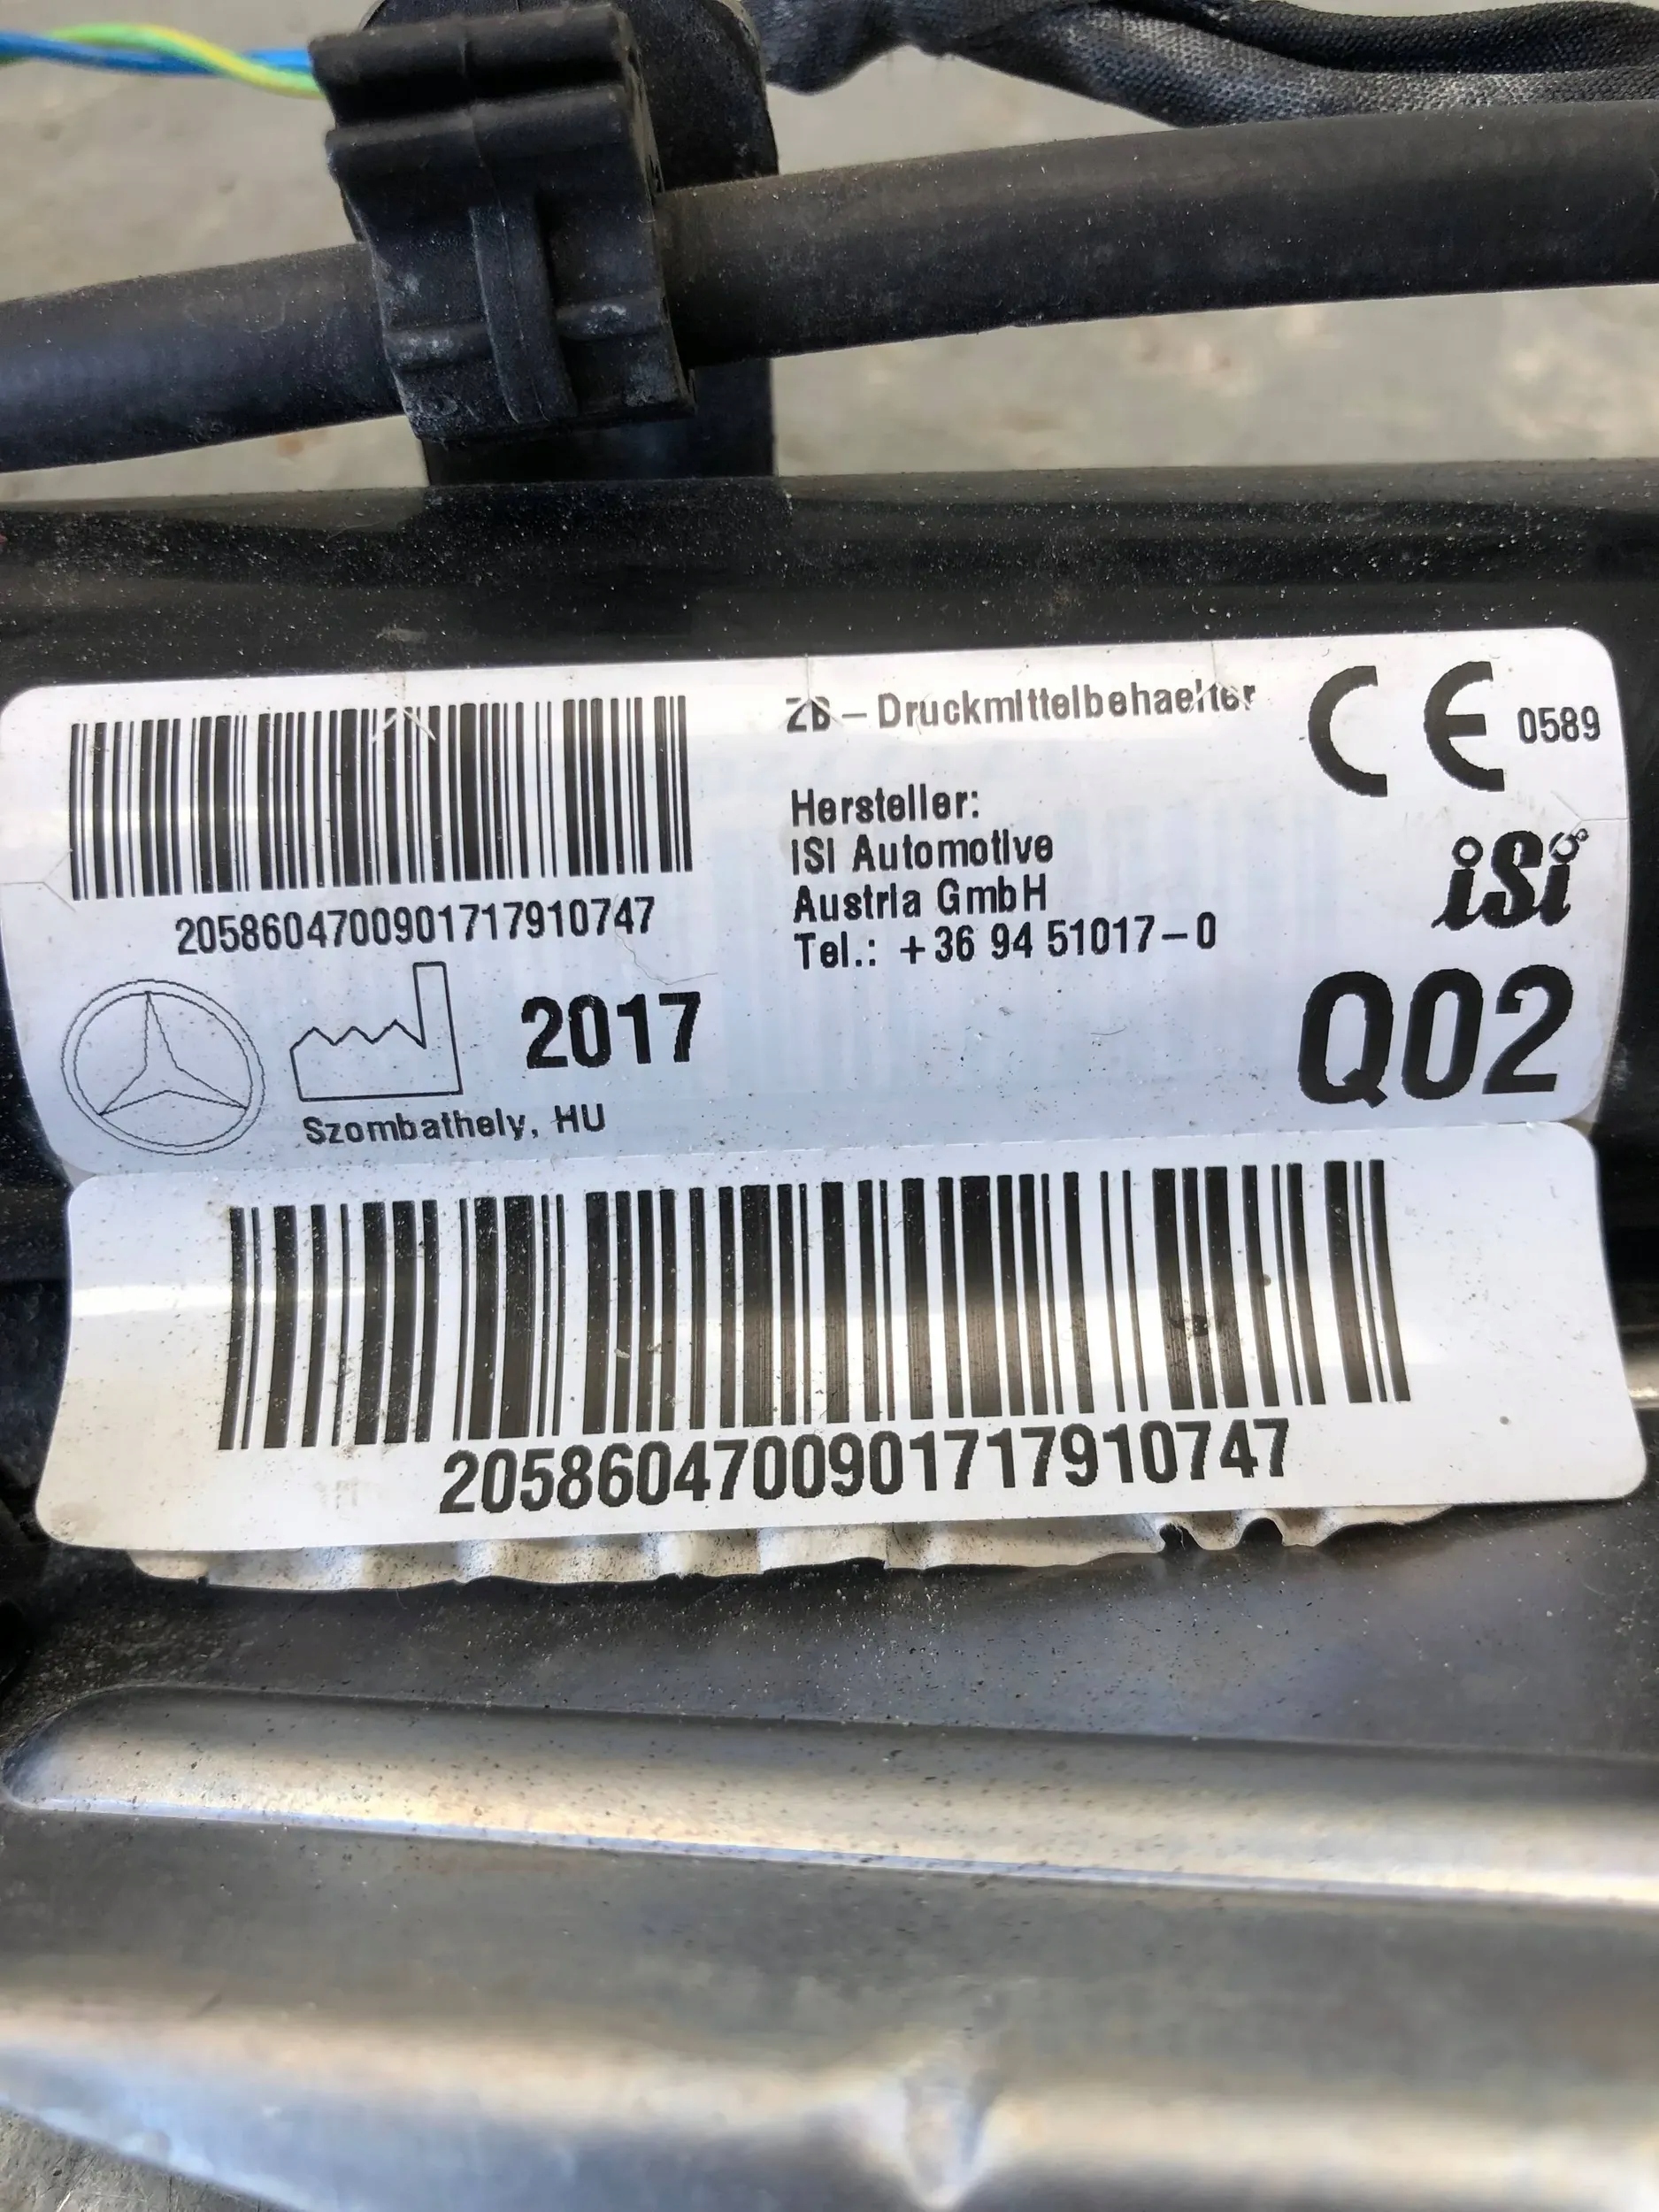 ZB – Druckmittelbehaelter
CE 0589
Hersteller:
ISI Automotive
Austria GmbH
Tel.: +36 94 51017-0
iSi
Q02
2058604700901717910747
2017
Szombathely, HU
2058604700901717910747